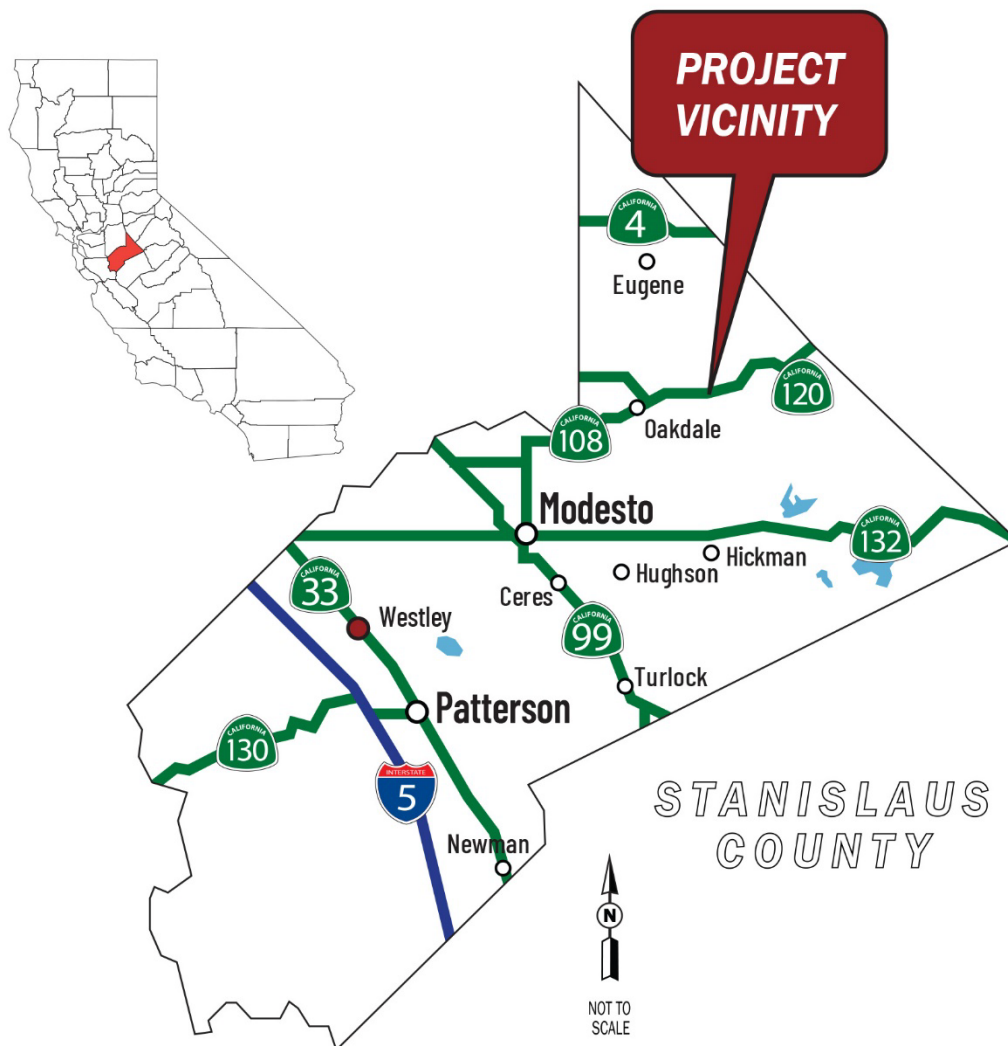 PROJECT
VICINITY
CALIFORNIA
4
Eugene
CALIFORNIA
120
CALIFORNIA
108
Oakdale
Modesto
CALIFORNIA
132
Hickman
Hughson
Ceres
CALIFORNIA
33
Westley
CALIFORNIA
99
Turlock
Patterson
CALIFORNIA
130
INTERSTATE
5
Newman
STANISLAUS
COUNTY
N
NOT TO
SCALE